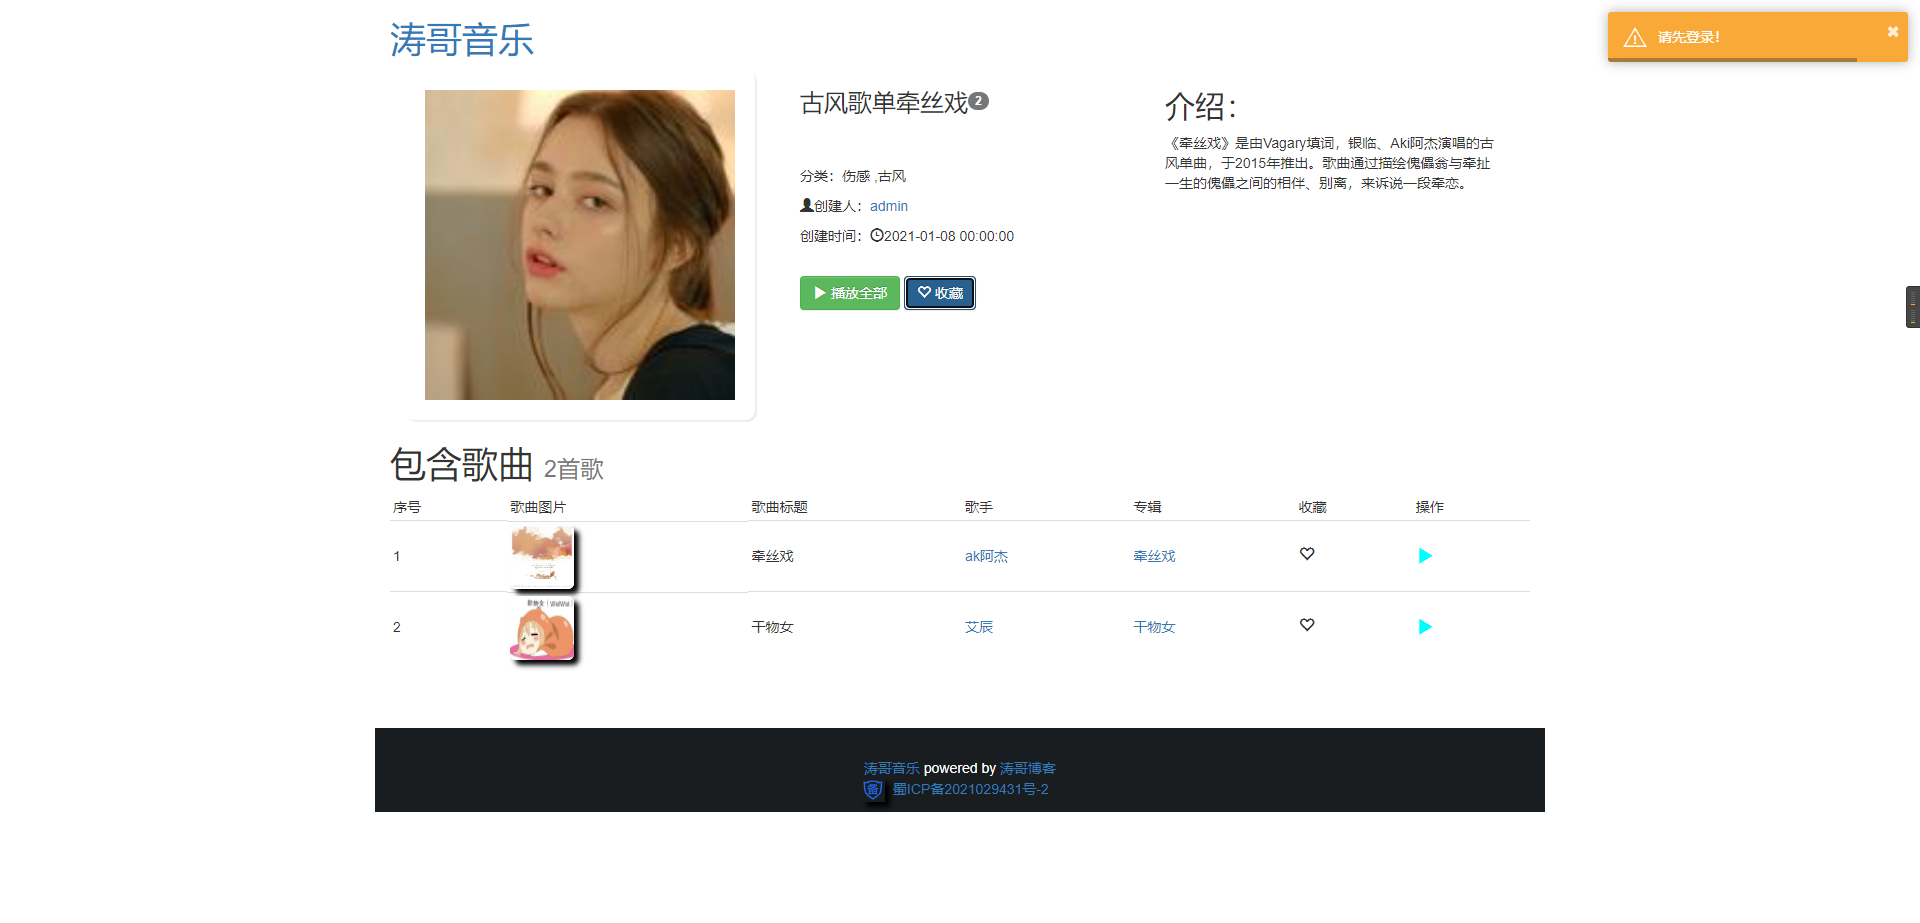 涛哥音乐
请先登录！
古风歌单牵丝戏 2
分类：伤感 ,古风
创建人：admin
创建时间：2021-01-08 00:00:00
播放全部 收藏
介绍：
《牵丝戏》是由Vagary填词，银临、Aki阿杰演唱的古
风单曲，于2015年推出。歌曲通过描绘傀儡翁与牵扯
一生的傀儡之间的相伴、别离，来诉说一段牵恋。
包含歌曲 2首歌
序号 歌曲图片 歌曲标题 歌手 专辑 收藏 操作
1 牵丝戏 ak阿杰 牵丝戏
2 干物女 艾辰 干物女
涛哥音乐 powered by 涛哥博客
蜀ICP备2021029431号-2